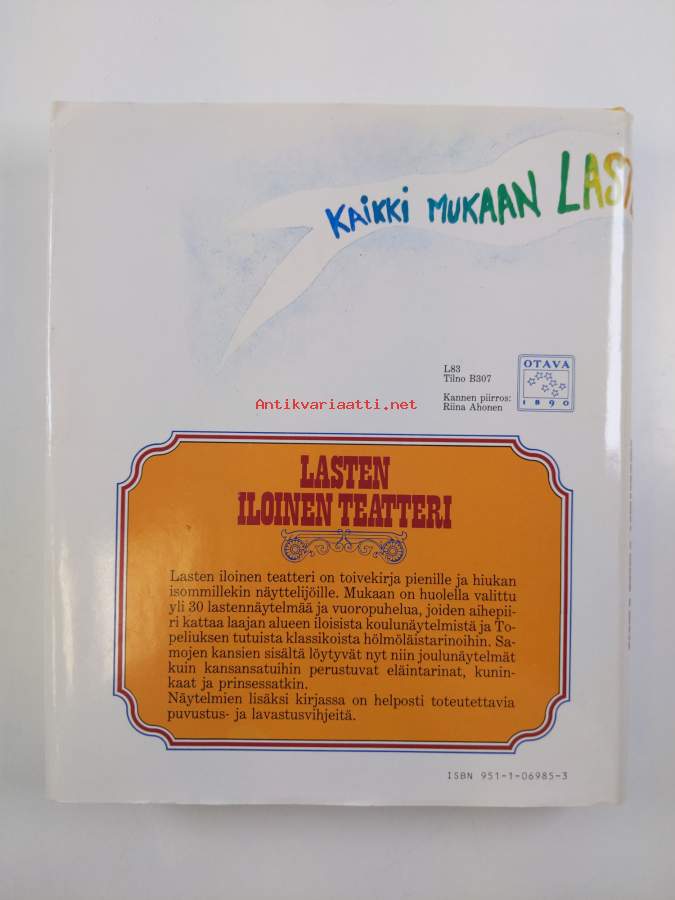 KAIKKI MUKAAN LAST
L83
Tilno B307
Kannen piirros:
Riina Ahonen
OTAVA
1890
Antikvariaatti.net
LASTEN
ILOINEN TEATTERI
Lasten iloinen teatteri on toivekirja pienille ja hiukan
isommillekin näyttelijöille. Mukaan on huolella valittu
yli 30 lastennäytelmää ja vuoropuhelua, joiden aihepii-
ri kattaa laajan alueen iloisista koulunäytelmistä ja To-
peliuksen tutuista klassikoista hölmöläistarinoihin. Sa-
mojen kansien sisältä löytyvät nyt niin joulunäytelmät
kuin kansansatuihin perustuvat eläintarinat, kunin-
kaat ja prinsessatkin.
Näytelmien lisäksi kirjassa on helposti toteutettavia
puvustus- ja lavastusvihjeitä.
ISBN 951-1-06985-3